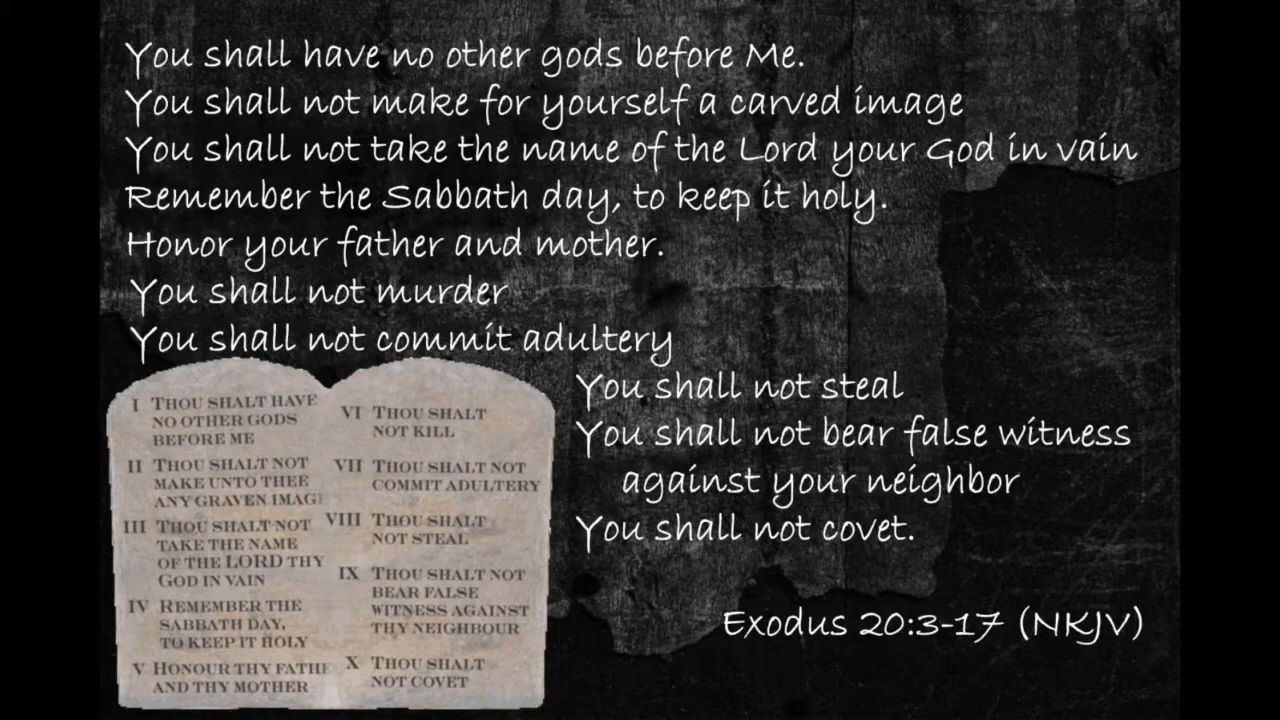 You shall have no other gods before Me.
You shall not make for yourself a carved image
You shall not take the name of the Lord your God in vain
Remember the Sabbath day, to keep it holy.
Honor your father and mother.
You shall not murder
You shall not commit adultery
You shall not steal
You shall not bear false witness
against your neighbor
You shall not covet.
Exodus 20:3-17 (NKJV)
I THOU SHALT HAVE
NO OTHER GODS
BEFORE ME
II THOU SHALT NOT
MAKE UNTO THEE
ANY GRAVEN IMAG
III THOU SHALT NOT
TAKE THE NAME
OF THE LORD THY
GOD IN VAIN
IV REMEMBER THE
SABBATH DAY,
TO KEEP IT HOLY
V HONOUR THY FATHE
AND THY MOTHER
VI THOU SHALT
NOT KILL
VII THOU SHALT NOT
COMMIT ADULTERY
VIII THOU SHALT
NOT STEAL
IX THOU SHALT NOT
BEAR FALSE
WITNESS AGAINST
THY NEIGHBOUR
X THOU SHALT
NOT COVET